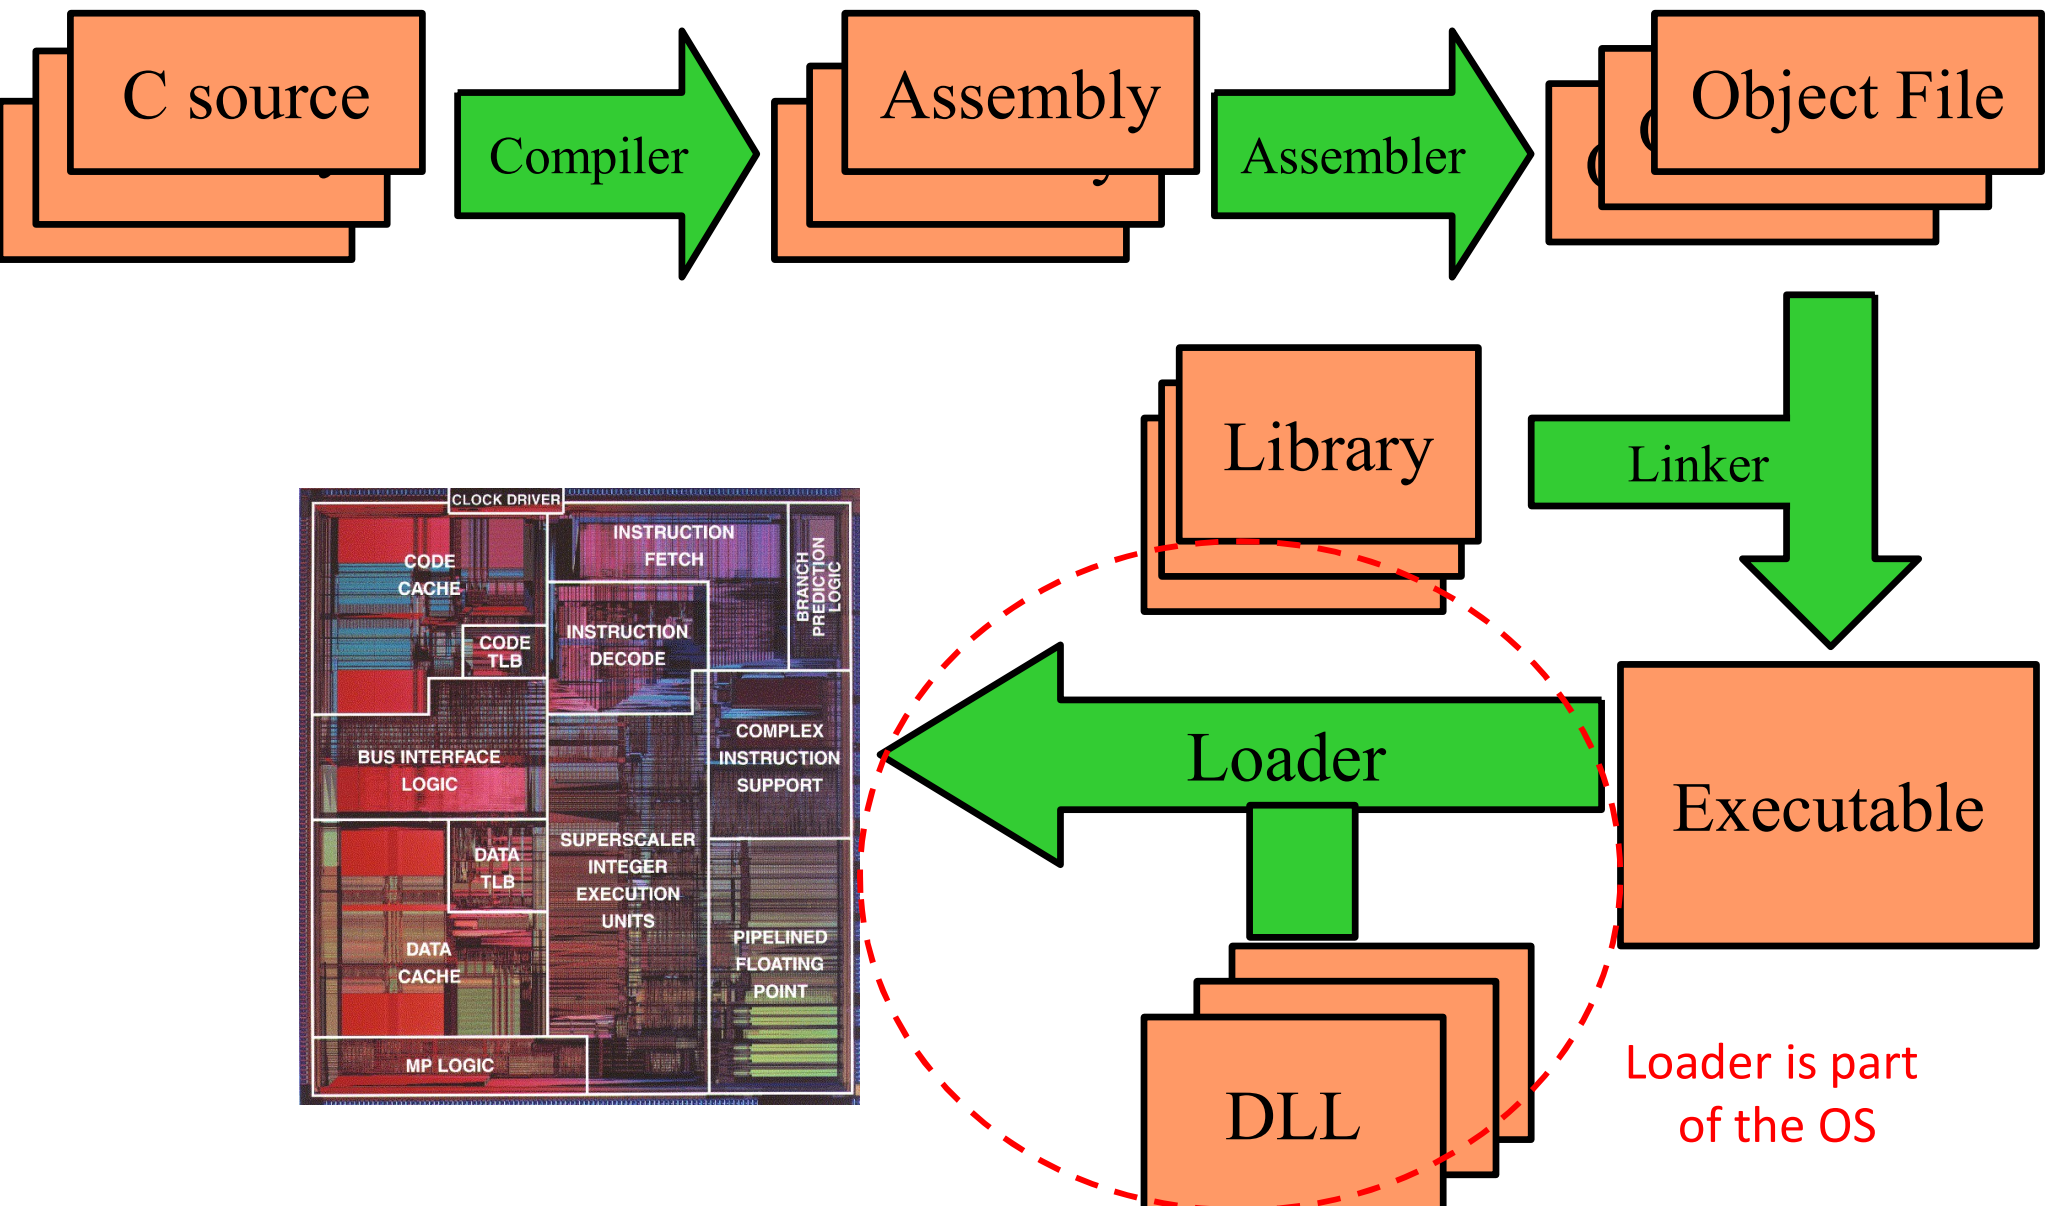 C source
Compiler
Assembly
Assembler
Object File
Library
Linker
CLOCK DRIVER
INSTRUCTION
FETCH
BRANCH
PREDICTION
LOGIC
CODE
CACHE
CODE
TLB
INSTRUCTION
DECODE
COMPLEX
INSTRUCTION
SUPPORT
BUS INTERFACE
LOGIC
SUPERSCALER
INTEGER
EXECUTION
UNITS
DATA
TLB
DATA
CACHE
PIPELINED
FLOATING
POINT
MP LOGIC
Loader
Executable
DLL
Loader is part
of the OS